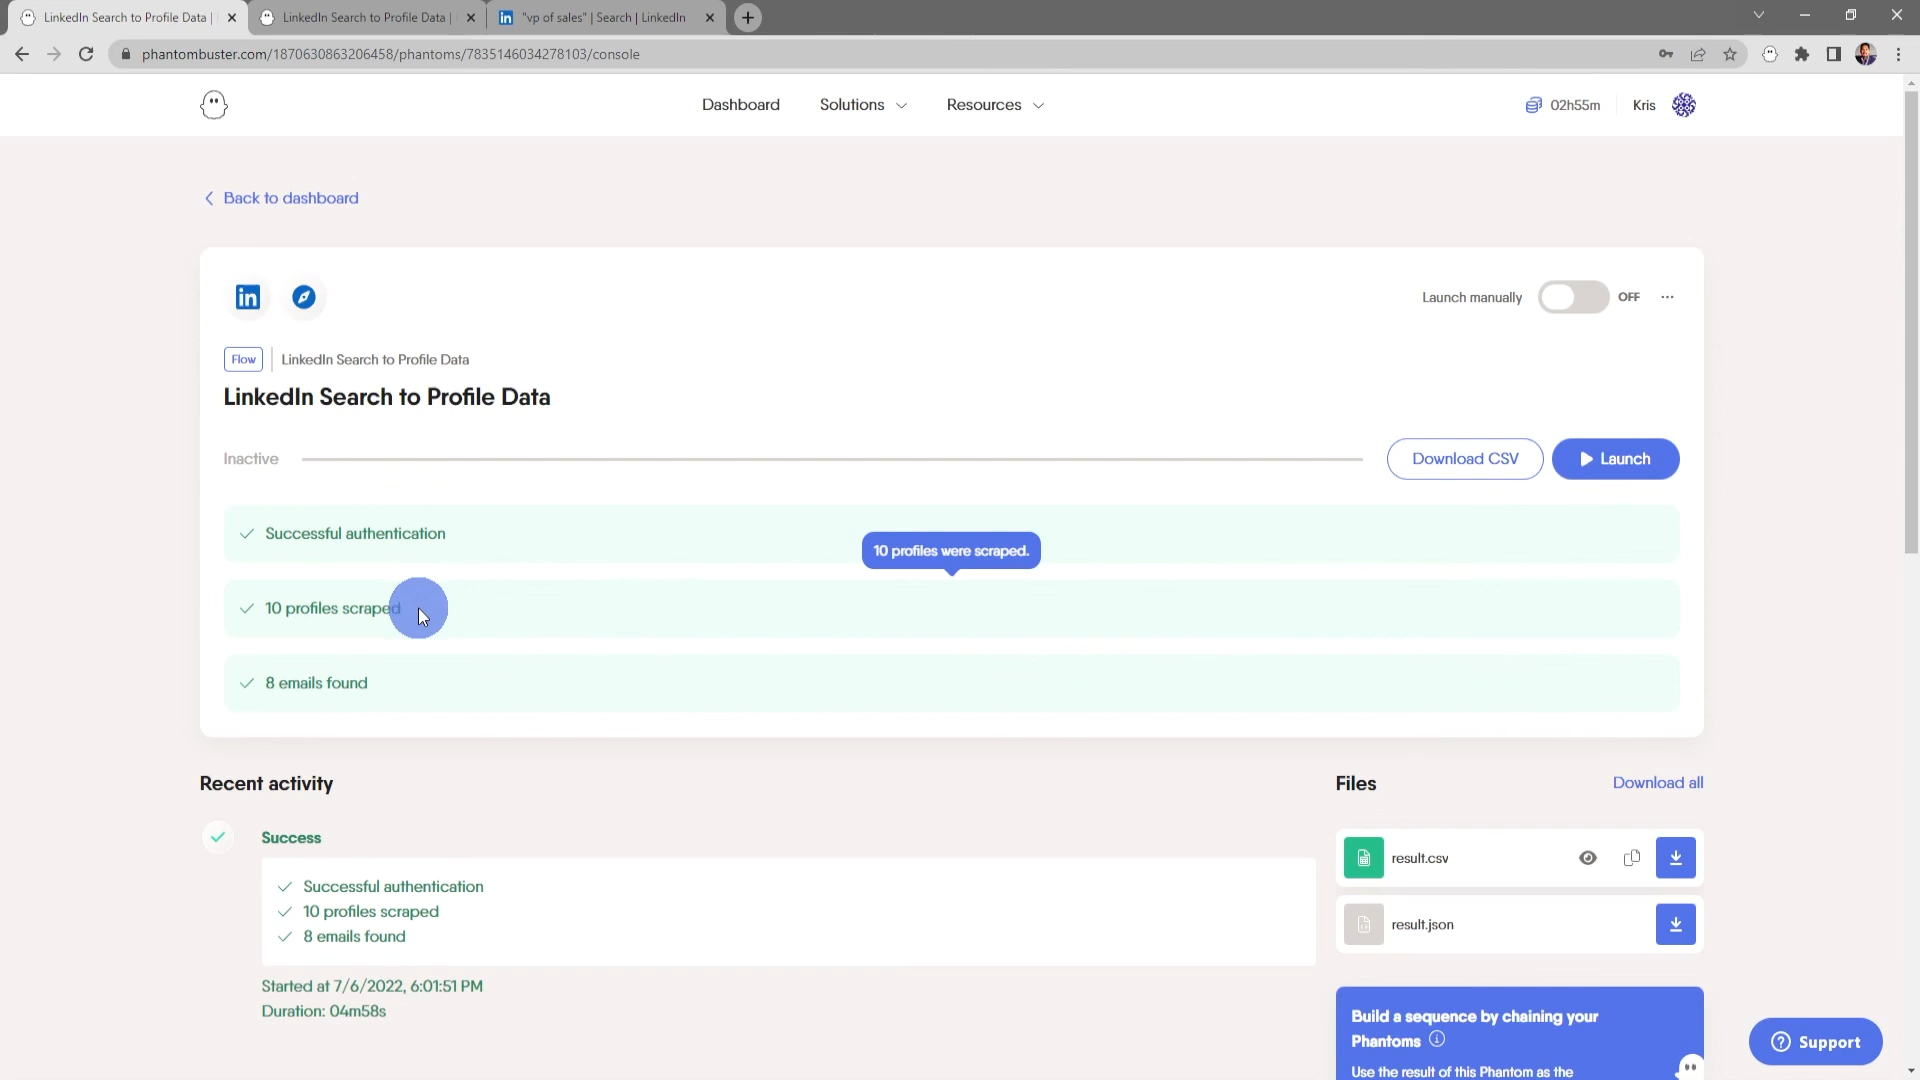 LinkedIn Search to Profile Data |
LinkedIn Search to Profile Data |
"vp of sales" | Search | LinkedIn
phantombuster.com/1870630863206458/phantoms/7835146034278103/console
Dashboard
Solutions
Resources
02h55m
Kris
Back to dashboard
in
Launch manually
OFF
Flow
LinkedIn Search to Profile Data
LinkedIn Search to Profile Data
Inactive
Download CSV
Launch
Successful authentication
10 profiles were scraped.
10 profiles scraped
8 emails found
Recent activity
Success
Successful authentication
10 profiles scraped
8 emails found
Started at 7/6/2022, 6:01:51 PM
Duration: 04m58s
Files
Download all
result.csv
result.json
Build a sequence by chaining your
Phantoms
Use the result of this Phantom as the
Support